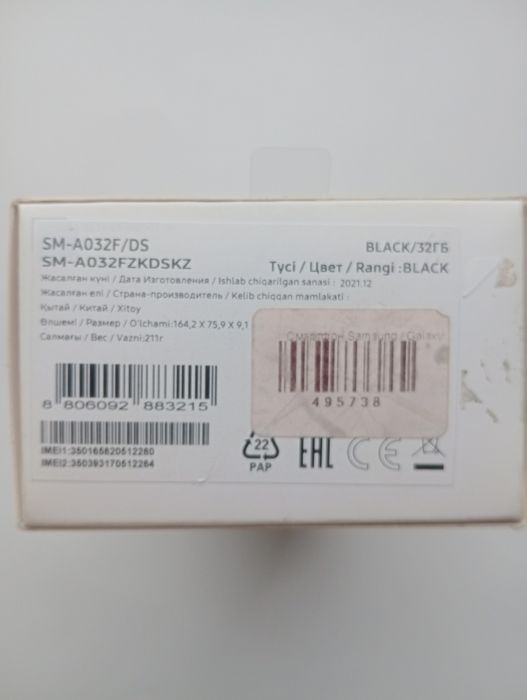 SM-A032F/DS
BLACK/32ГБ
SM-A032FZKDSKZ
Түсі / Цвет / Rangi :BLACK
Жасалған күні / Дата Изготовления / Ishlab chiqarilgan sanasi : 2021.12
Жасалған елі / Страна-производитель / Kelib chiqqan mamlakati :
Қытай / Китай / Xitoy
Өлшемі / Размер / O'lchami:164,2 X 75,9 X 9,1
Смартфон Samsung / Galaxy
Салмағы / Вес / Vazni:211г
495738
8 806092 883215
IMEI1:350165820512280
IMEI2:350393170512264
22
PAP
EAC
CE